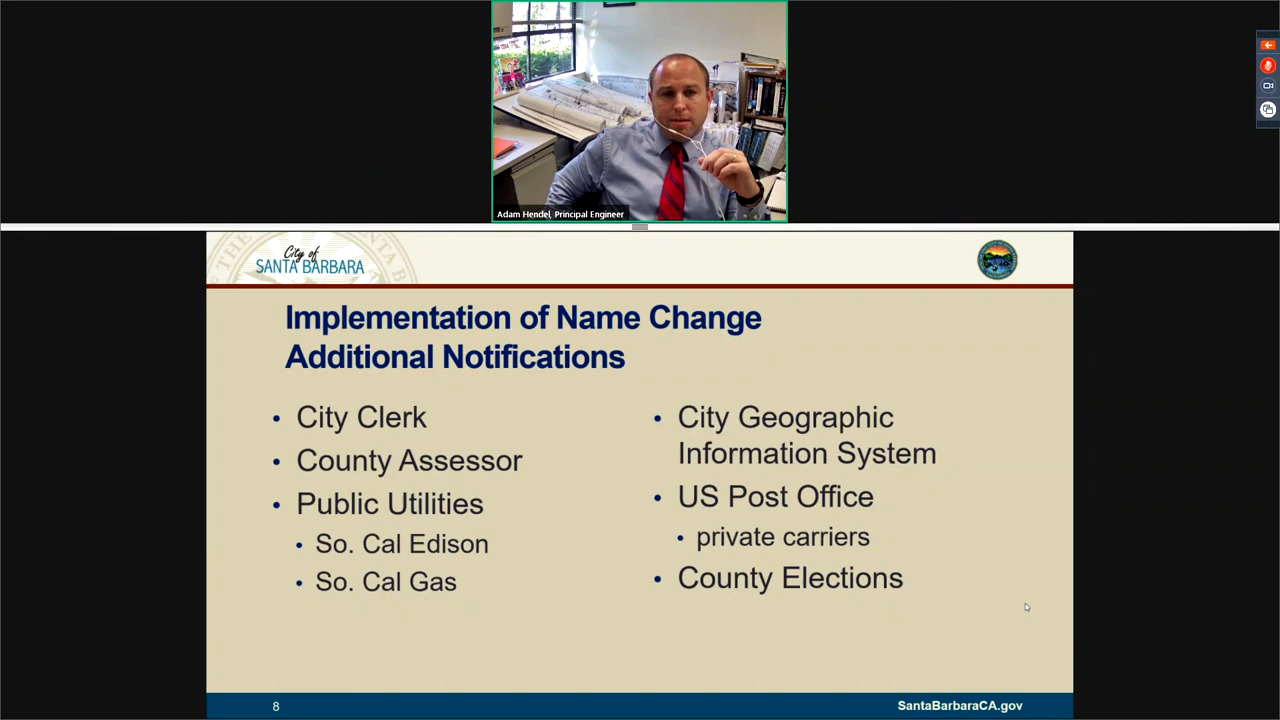 Adam Hendel, Principal Engineer
City of
SANTA BARBARA
Implementation of Name Change
Additional Notifications
• City Clerk
• County Assessor
• Public Utilities
• So. Cal Edison
• So. Cal Gas
• City Geographic
Information System
• US Post Office
• private carriers
• County Elections
8
SantaBarbaraCA.gov